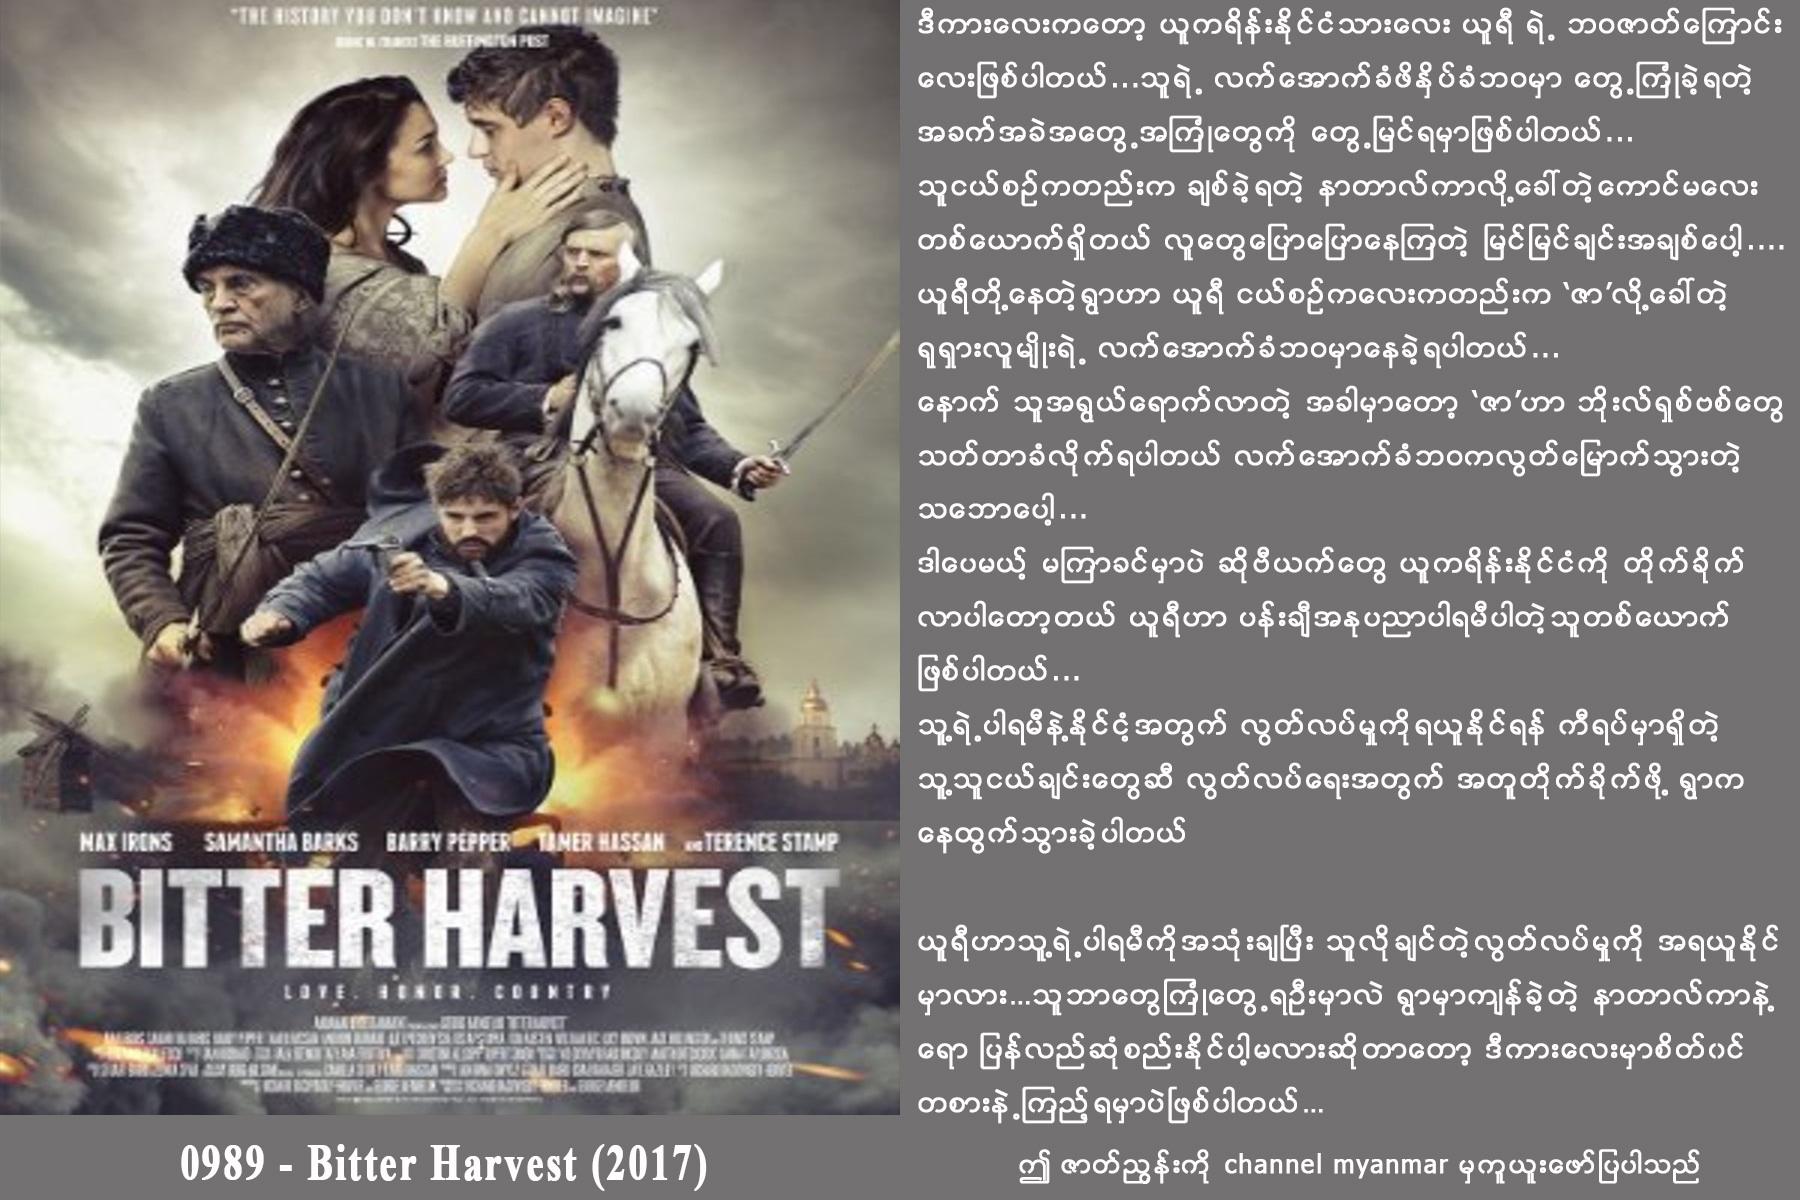 "THE HISTORY YOU DON'T KNOW AND CANNOT IMAGINE"
THE HUFFINGTON POST
MAX IRONS SAMANTHA BARKS BARRY PEPPER TAMER HASSAN AND TERENCE STAMP
BITTER HARVEST
LOVE. HONOR. COUNTRY
0989 - Bitter Harvest (2017)
ဒီကားလေးကတော့ ယူကရိန်းနိုင်ငံသားလေး ယူရီ ရဲ့ ဘဝဇာတ်ကြောင်း
လေးဖြစ်ပါတယ်...သူရဲ့ လက်အောက်ခံဖိနှိပ်ခံဘဝမှာ တွေ့ကြုံခဲ့ရတဲ့
အခက်အခဲအတွေ့အကြုံတွေကို တွေ့မြင်ရမှာဖြစ်ပါတယ်...
သူငယ်စဉ်ကတည်းက ချစ်ခဲ့ရတဲ့ နာတာလ်ကာလို့ခေါ်တဲ့ကောင်မလေး
တစ်ယောက်ရှိတယ် လူတွေပြောပြောနေကြတဲ့ မြင်မြင်ချင်းအချစ်ပေါ့....
ယူရီတို့နေတဲ့ရွာဟာ ယူရီ ငယ်စဉ်ကလေးကတည်းက 'ဇာ'လို့ခေါ်တဲ့
ရုရှားလူမျိုးရဲ့ လက်အောက်ခံဘဝမှာနေခဲ့ရပါတယ်...
နောက် သူအရွယ်ရောက်လာတဲ့ အခါမှာတော့ 'ဇာ'ဟာ ဘိုးလ်ရှစ်ဗစ်တွေ
သတ်တာခံလိုက်ရပါတယ် လက်အောက်ခံဘဝကလွတ်မြောက်သွားတဲ့
သဘောပေါ့...
ဒါပေမယ့် မကြာခင်မှာပဲ ဆိုဗီယက်တွေ ယူကရိန်းနိုင်ငံကို တိုက်ခိုက်
လာပါတော့တယ် ယူရီဟာ ပန်းချီအနုပညာပါရမီပါတဲ့သူတစ်ယောက်
ဖြစ်ပါတယ်...
သူ့ရဲ့ပါရမီနဲ့နိုင်ငံ့အတွက် လွတ်လပ်မှုကိုရယူနိုင်ရန် ကီရပ်မှာရှိတဲ့
သူ့သူငယ်ချင်းတွေဆီ လွတ်လပ်ရေးအတွက် အတူတိုက်ခိုက်ဖို့ ရွာက
နေထွက်သွားခဲ့ပါတယ်
ယူရီဟာသူ့ရဲ့ပါရမီကိုအသုံးချပြီး သူလိုချင်တဲ့လွတ်လပ်မှုကို အရယူနိုင်
မှာလား...သူဘာတွေကြုံတွေ့ရဦးမှာလဲ ရွာမှာကျန်ခဲ့တဲ့ နာတာလ်ကာနဲ့
ရော ပြန်လည်ဆုံစည်းနိုင်ပါ့မလားဆိုတာတော့ ဒီကားလေးမှာစိတ်ဝင်
တစားနဲ့ကြည့်ရမှာပဲဖြစ်ပါတယ်...
ဤ ဇာတ်ညွှန်းကို channel myanmar မှကူယူးဖော်ပြပါသည်